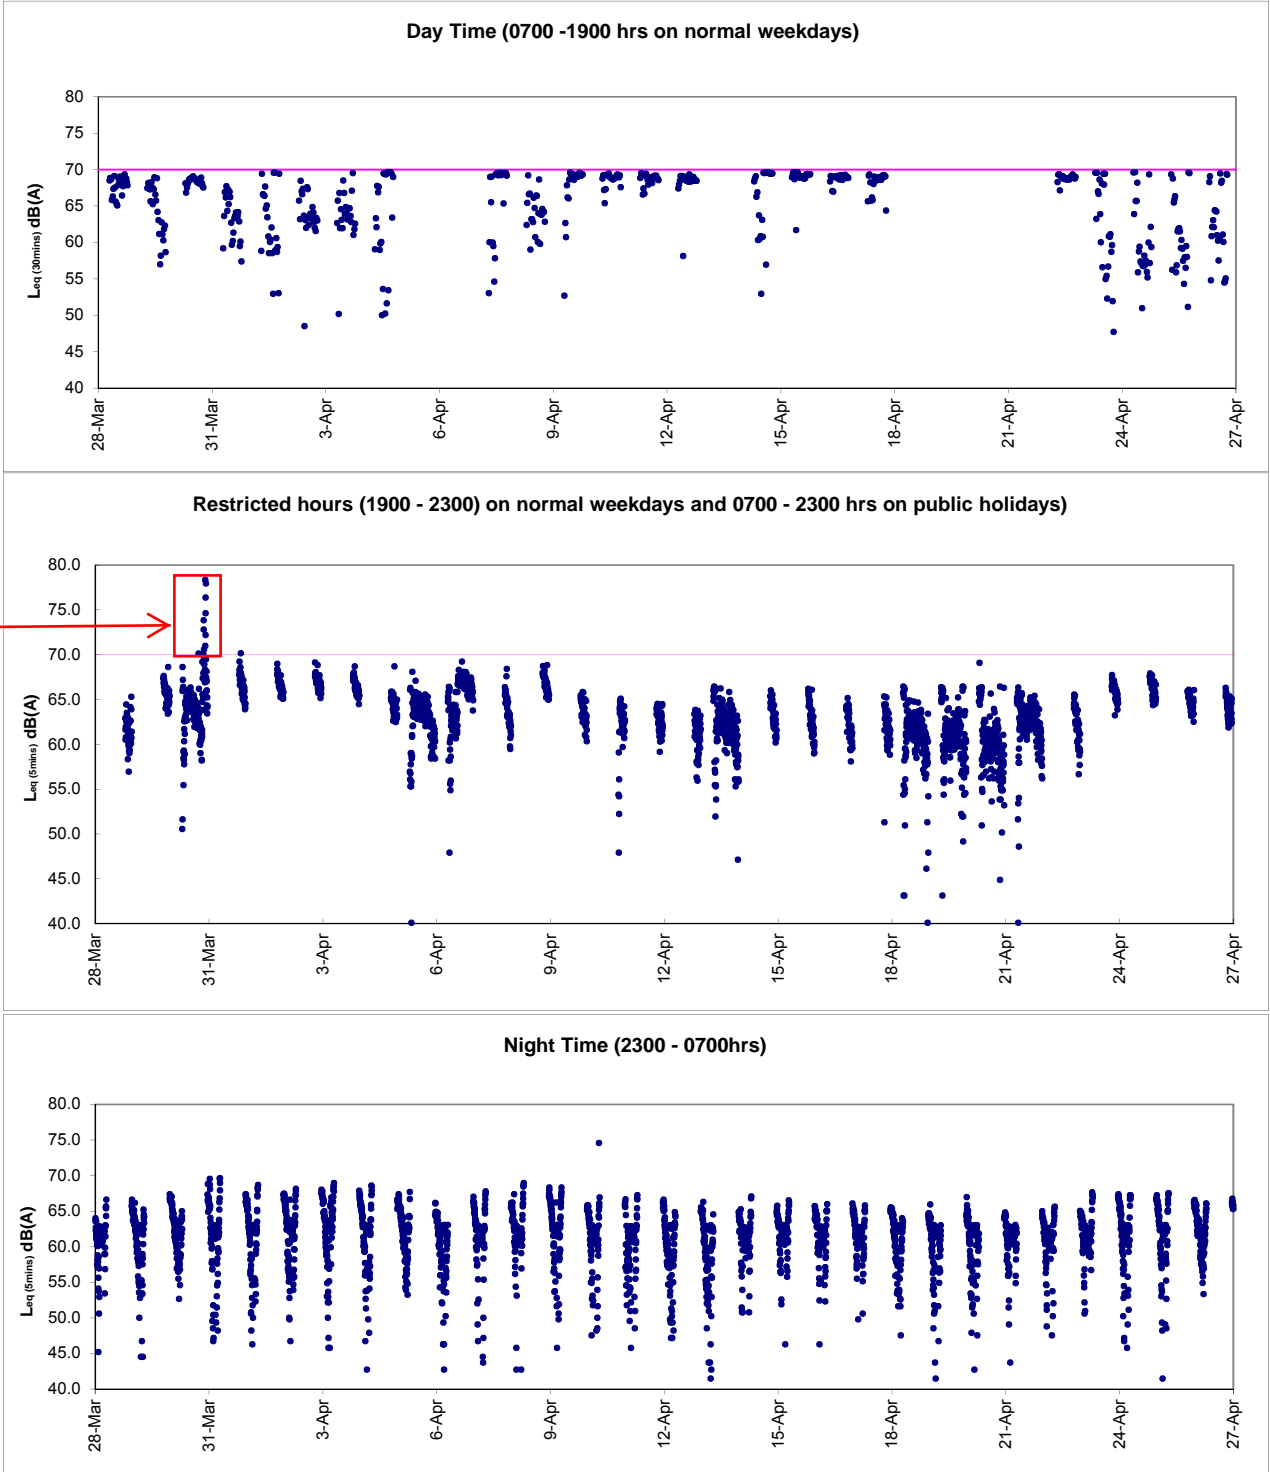 Day Time (0700 -1900 hrs on normal weekdays)
80
75
70
65
60
55
50
45
40
Leq (30mins) dB(A)
28-Mar
31-Mar
3-Apr
6-Apr
9-Apr
12-Apr
15-Apr
18-Apr
21-Apr
24-Apr
27-Apr
Restricted hours (1900 - 2300) on normal weekdays and 0700 - 2300 hrs on public holidays)
80.0
75.0
70.0
65.0
60.0
55.0
50.0
45.0
40.0
Leq (5mins) dB(A)
28-Mar
31-Mar
3-Apr
6-Apr
9-Apr
12-Apr
15-Apr
18-Apr
21-Apr
24-Apr
27-Apr
Night Time (2300 - 0700hrs)
80.0
75.0
70.0
65.0
60.0
55.0
50.0
45.0
40.0
Leq (5mins) dB(A)
28-Mar
31-Mar
3-Apr
6-Apr
9-Apr
12-Apr
15-Apr
18-Apr
21-Apr
24-Apr
27-Apr